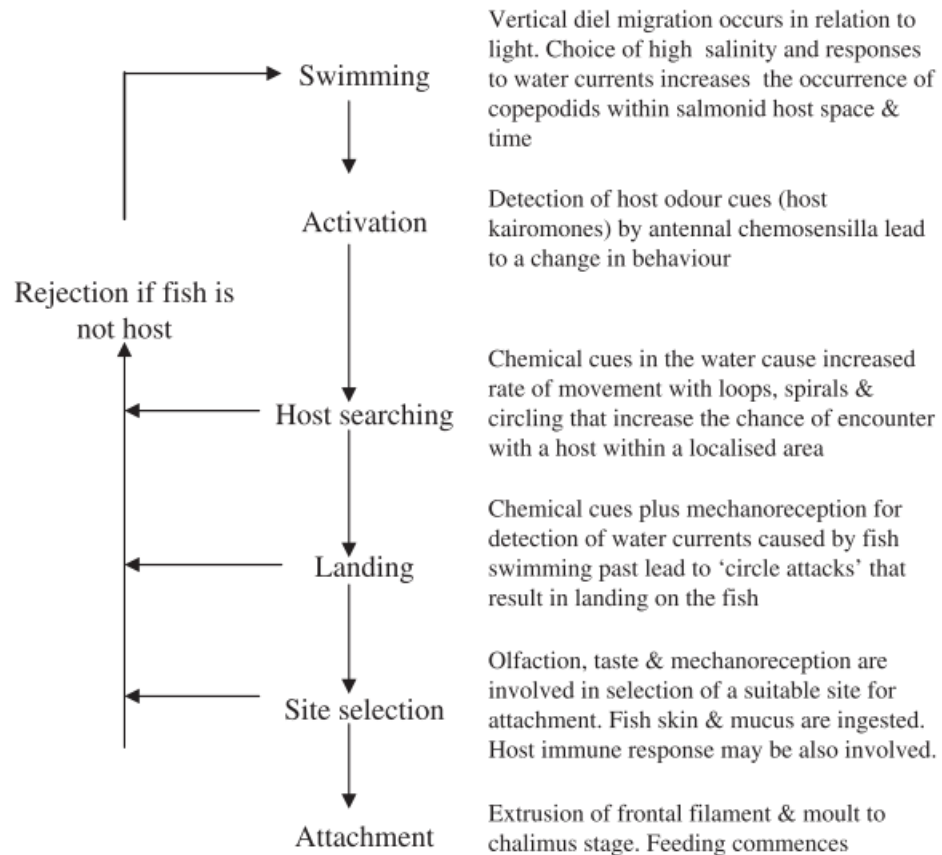 Swimming
Vertical diel migration occurs in relation to
light. Choice of high salinity and responses
to water currents increases the occurrence of
copepodids within salmonid host space &
time
Activation
Detection of host odour cues (host
kairomones) by antennal chemosensilla lead
to a change in behaviour
Rejection if fish is
not host
Host searching
Chemical cues in the water cause increased
rate of movement with loops, spirals &
circling that increase the chance of encounter
with a host within a localised area
Landing
Chemical cues plus mechanoreception for
detection of water currents caused by fish
swimming past lead to ‘circle attacks’ that
result in landing on the fish
Site selection
Olfaction, taste & mechanoreception are
involved in selection of a suitable site for
attachment. Fish skin & mucus are ingested.
Host immune response may be also involved.
Attachment
Extrusion of frontal filament & moult to
chalimus stage. Feeding commences